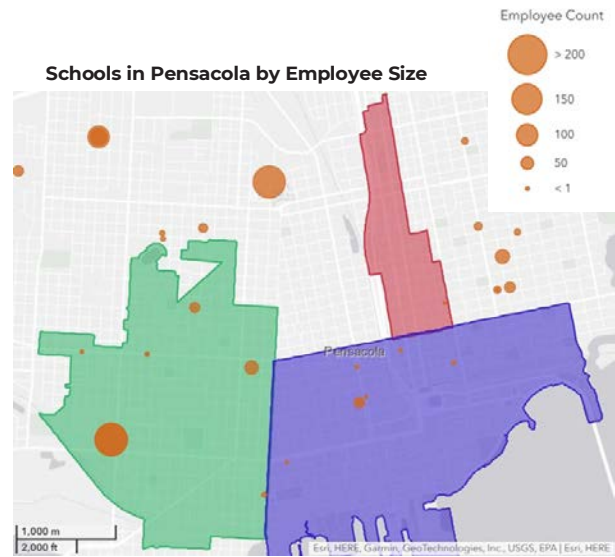 Employee Count
> 200
150
100
50
< 1
Schools in Pensacola by Employee Size
Pensacola
1,000 m
2,000 ft
Esri, HERE, Garmin, GeoTechnologies, Inc., USGS, EPA | Esri, HERE